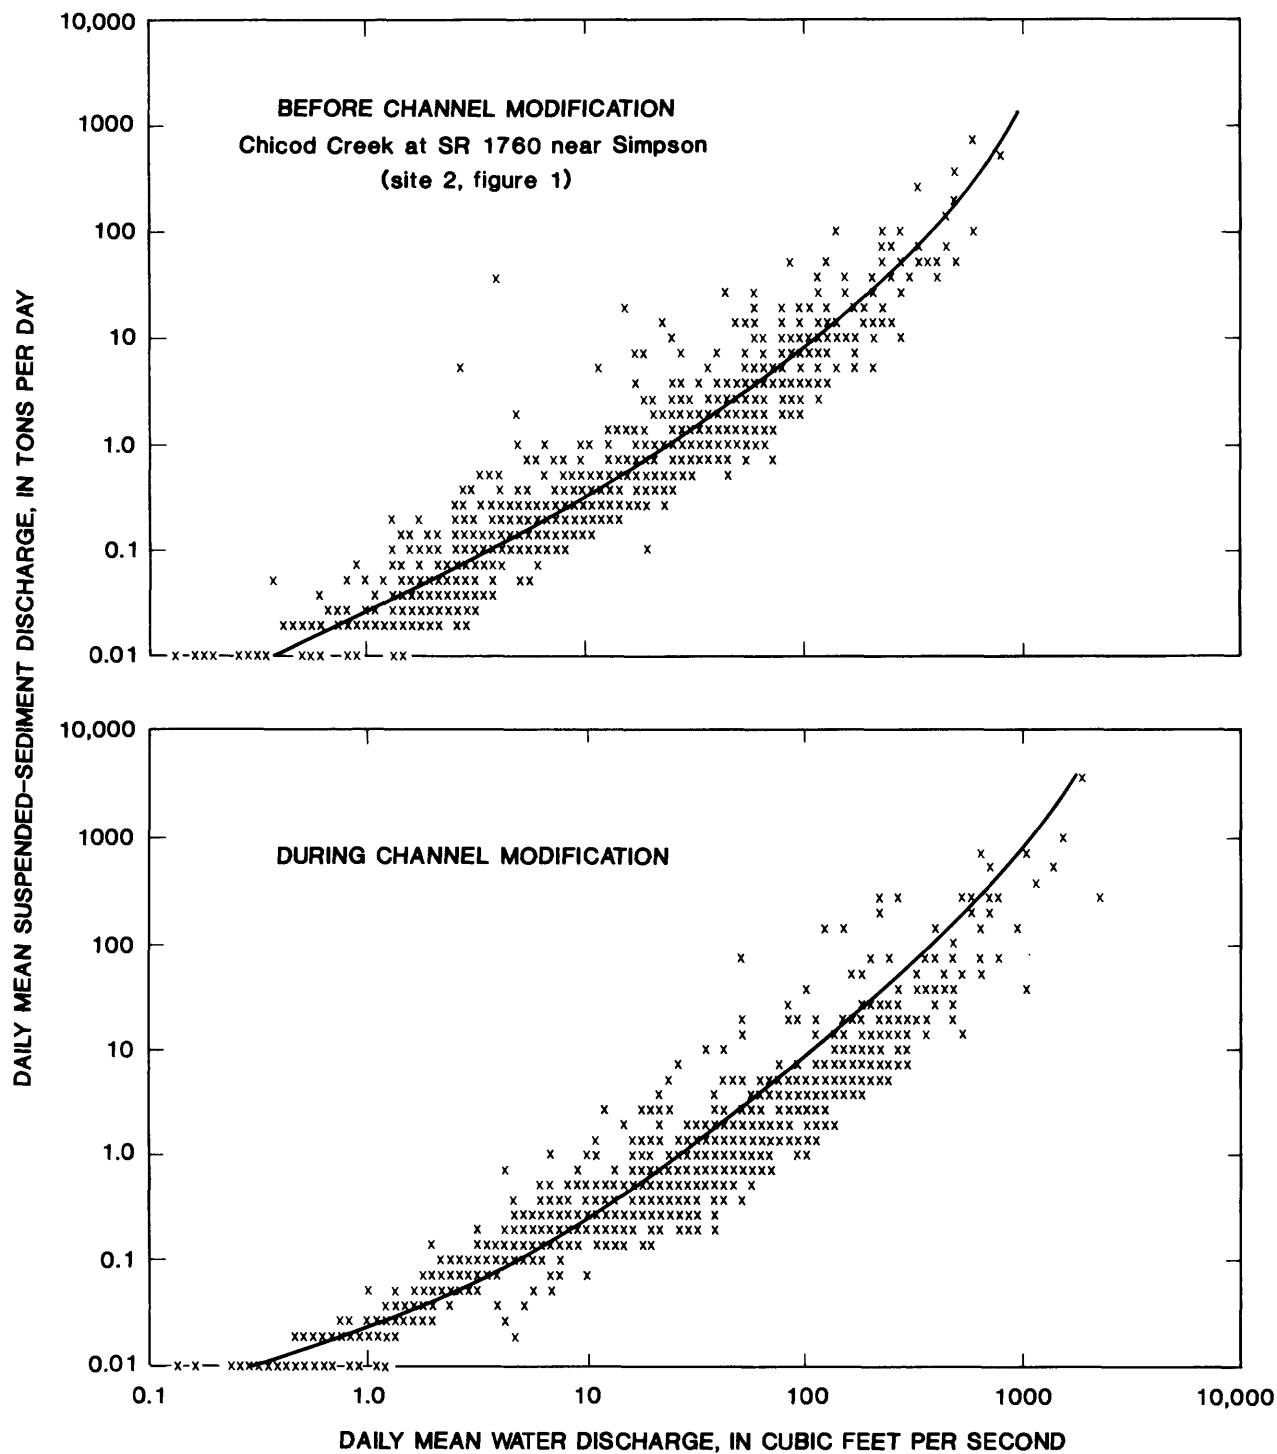 DAILY MEAN SUSPENDED-SEDIMENT DISCHARGE, IN TONS PER DAY
10,000
1000
100
10
1.0
0.1
0.01
BEFORE CHANNEL MODIFICATION
Chicod Creek at SR 1760 near Simpson
(site 2, figure 1)
10,000
1000
100
10
1.0
0.1
0.01
DURING CHANNEL MODIFICATION
0.1 1.0 10 100 1000 10,000
DAILY MEAN WATER DISCHARGE, IN CUBIC FEET PER SECOND